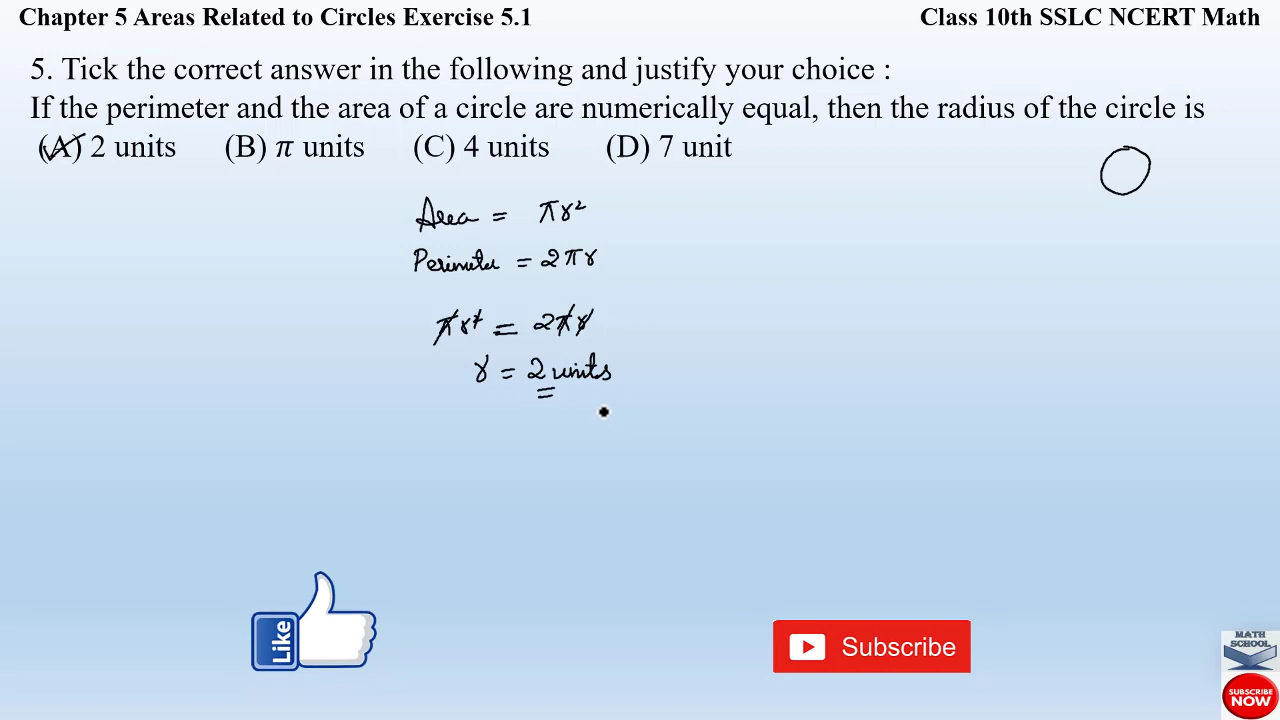 Chapter 5 Areas Related to Circles Exercise 5.1
Class 10th SSLC NCERT Math
5. Tick the correct answer in the following and justify your choice :
If the perimeter and the area of a circle are numerically equal, then the radius of the circle is
(A) 2 units (B) π units (C) 4 units (D) 7 unit
Area = πr²
Perimeter = 2πr
πr² = 2πr
r = 2 units
Like
Subscribe
MATH
SCHOOL
SUBSCRIBE
NOW